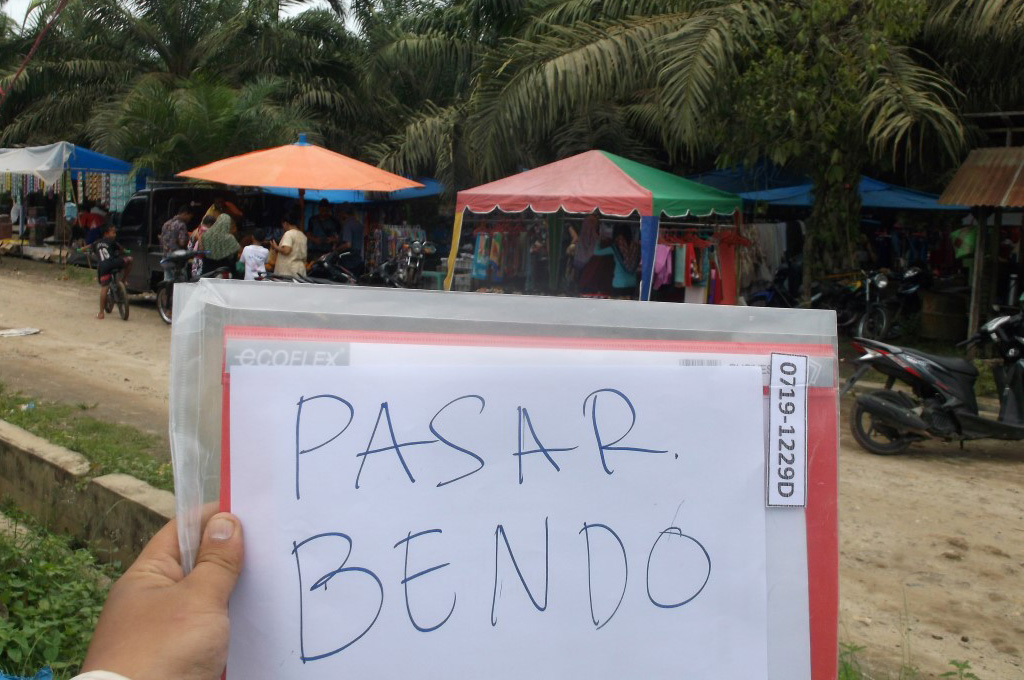 ecoflex
PASAR.
BENDO
0719-1229D